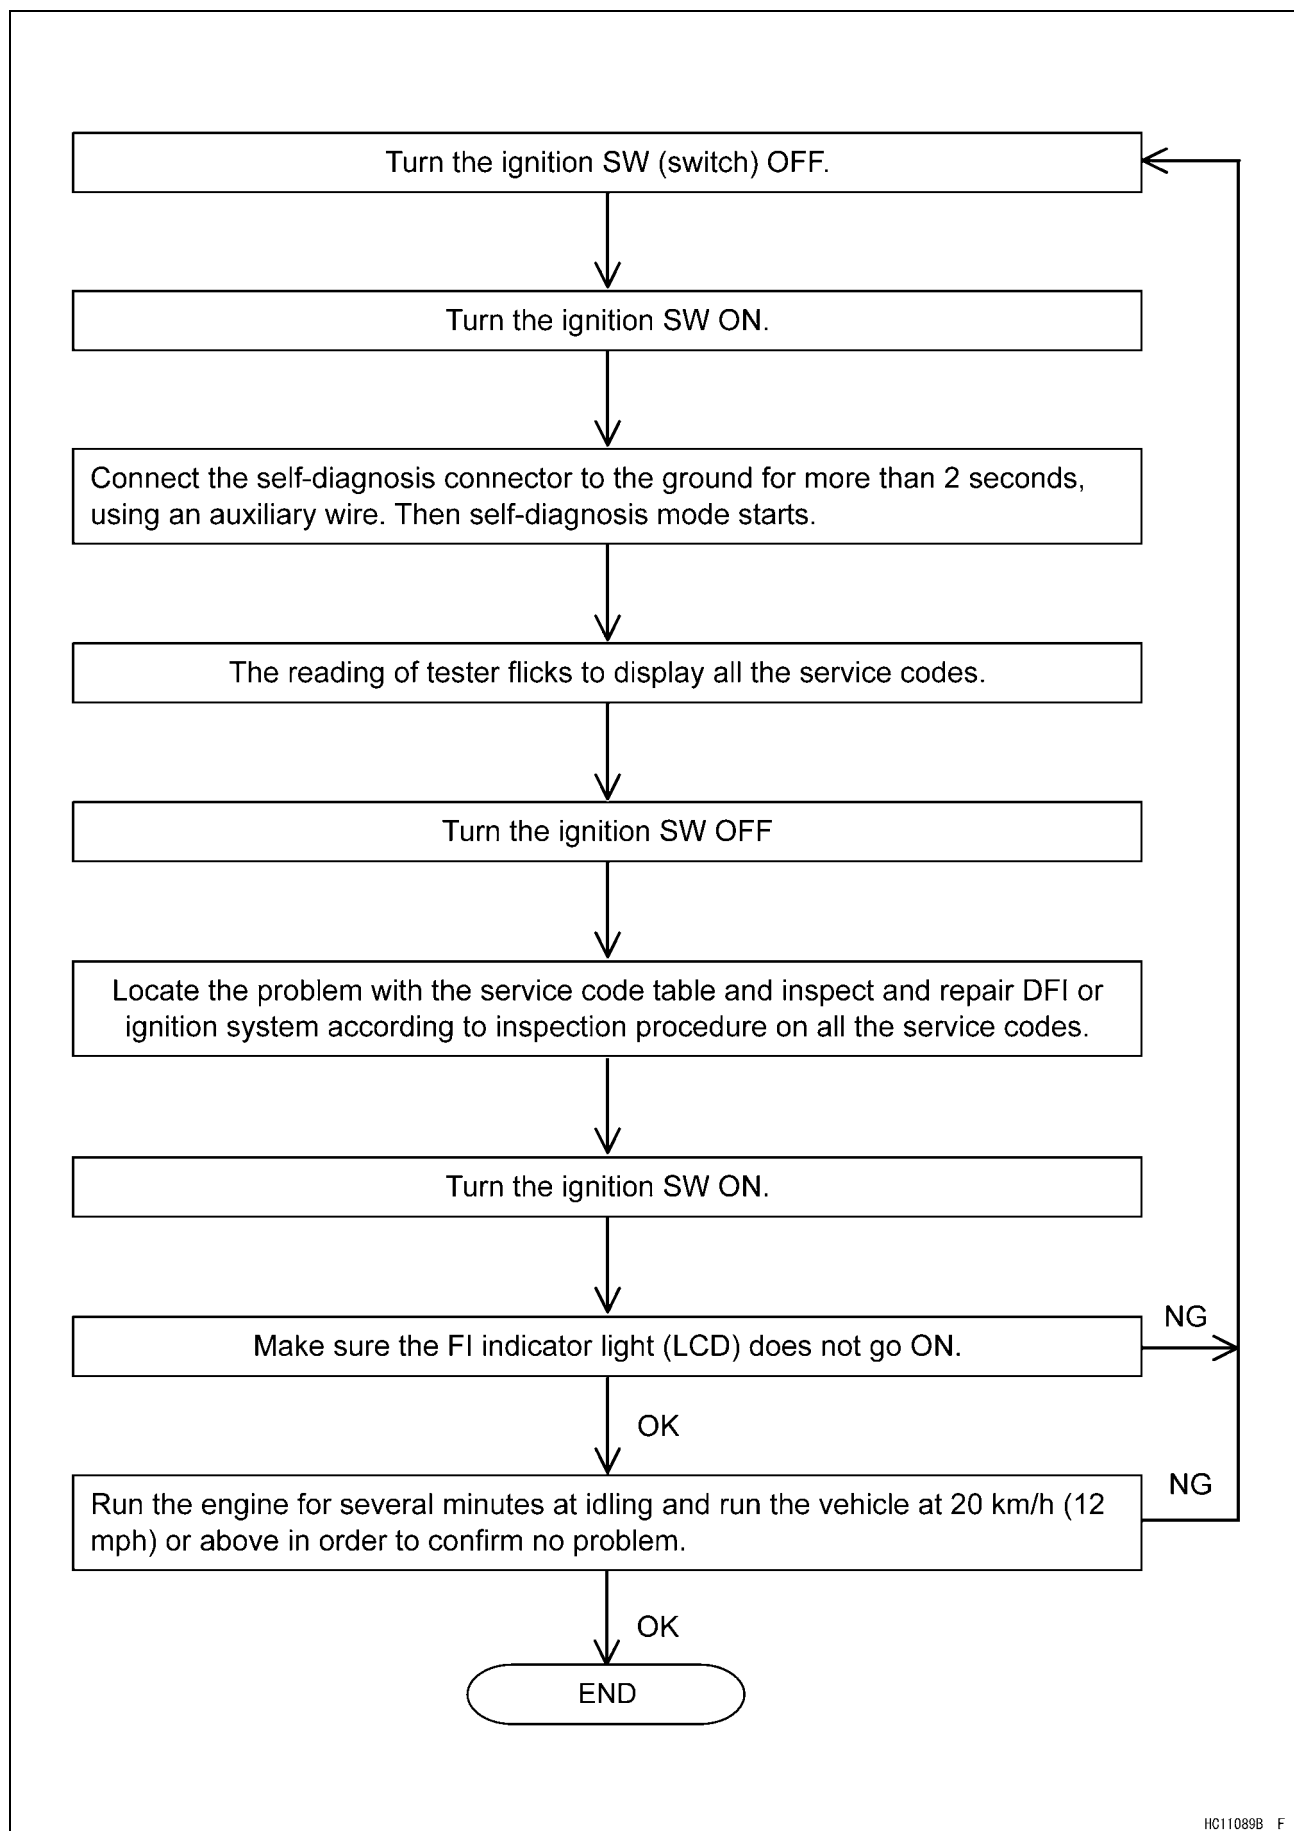 Turn the ignition SW (switch) OFF.
Turn the ignition SW ON.
Connect the self-diagnosis connector to the ground for more than 2 seconds,
using an auxiliary wire. Then self-diagnosis mode starts.
The reading of tester flicks to display all the service codes.
Turn the ignition SW OFF
Locate the problem with the service code table and inspect and repair DFI or
ignition system according to inspection procedure on all the service codes.
Turn the ignition SW ON.
NG
Make sure the FI indicator light (LCD) does not go ON.
OK
NG
Run the engine for several minutes at idling and run the vehicle at 20 km/h (12
mph) or above in order to confirm no problem.
OK
END
HC11089B F